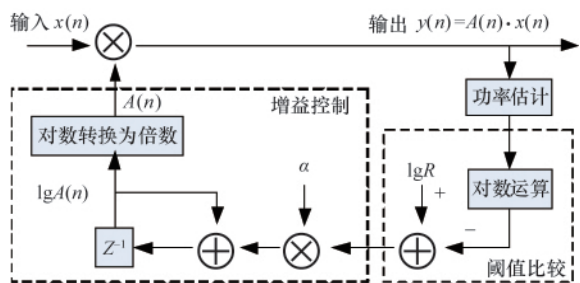 输入 x(n)
输出 y(n)=A(n)·x(n)
A(n)
增益控制
功率估计
对数转换为倍数
α
lgR
+
对数运算
lgA(n)
−
Z⁻¹
阈值比较